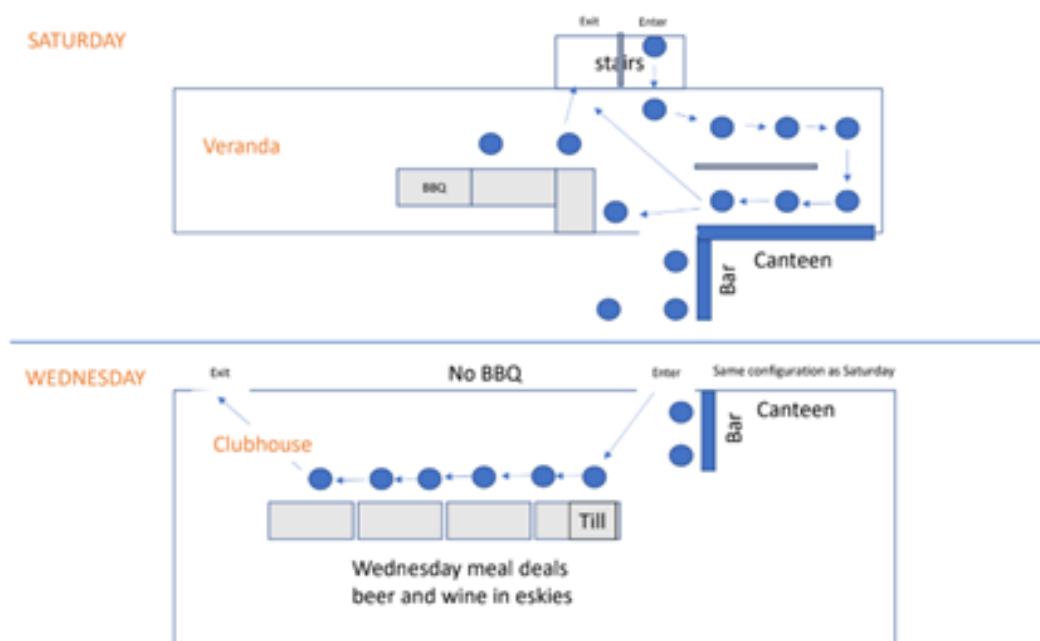 Exit
Enter
SATURDAY
stairs
Veranda
BBQ
Canteen
Bar
WEDNESDAY
Exit
No BBQ
Enter
Same configuration as Saturday
Canteen
Bar
Clubhouse
Till
Wednesday meal deals
beer and wine in eskies